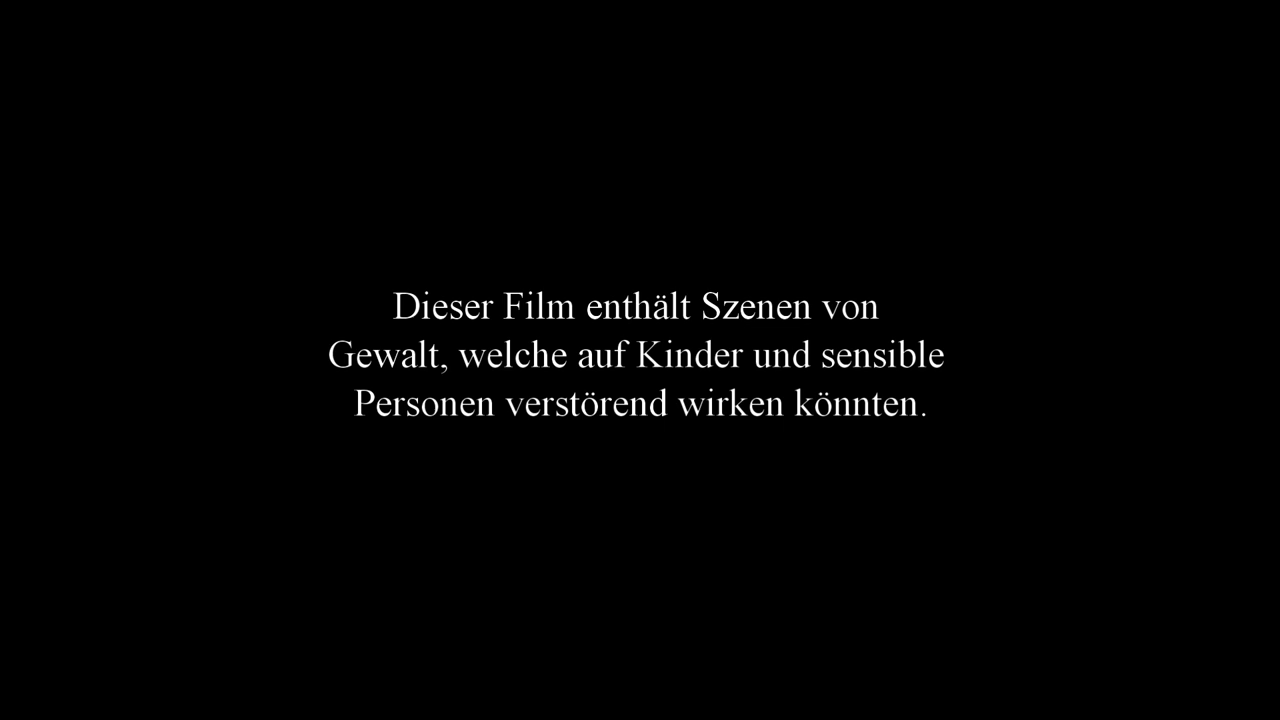 Dieser Film enthält Szenen von
Gewalt, welche auf Kinder und sensible
Personen verstörend wirken könnten.